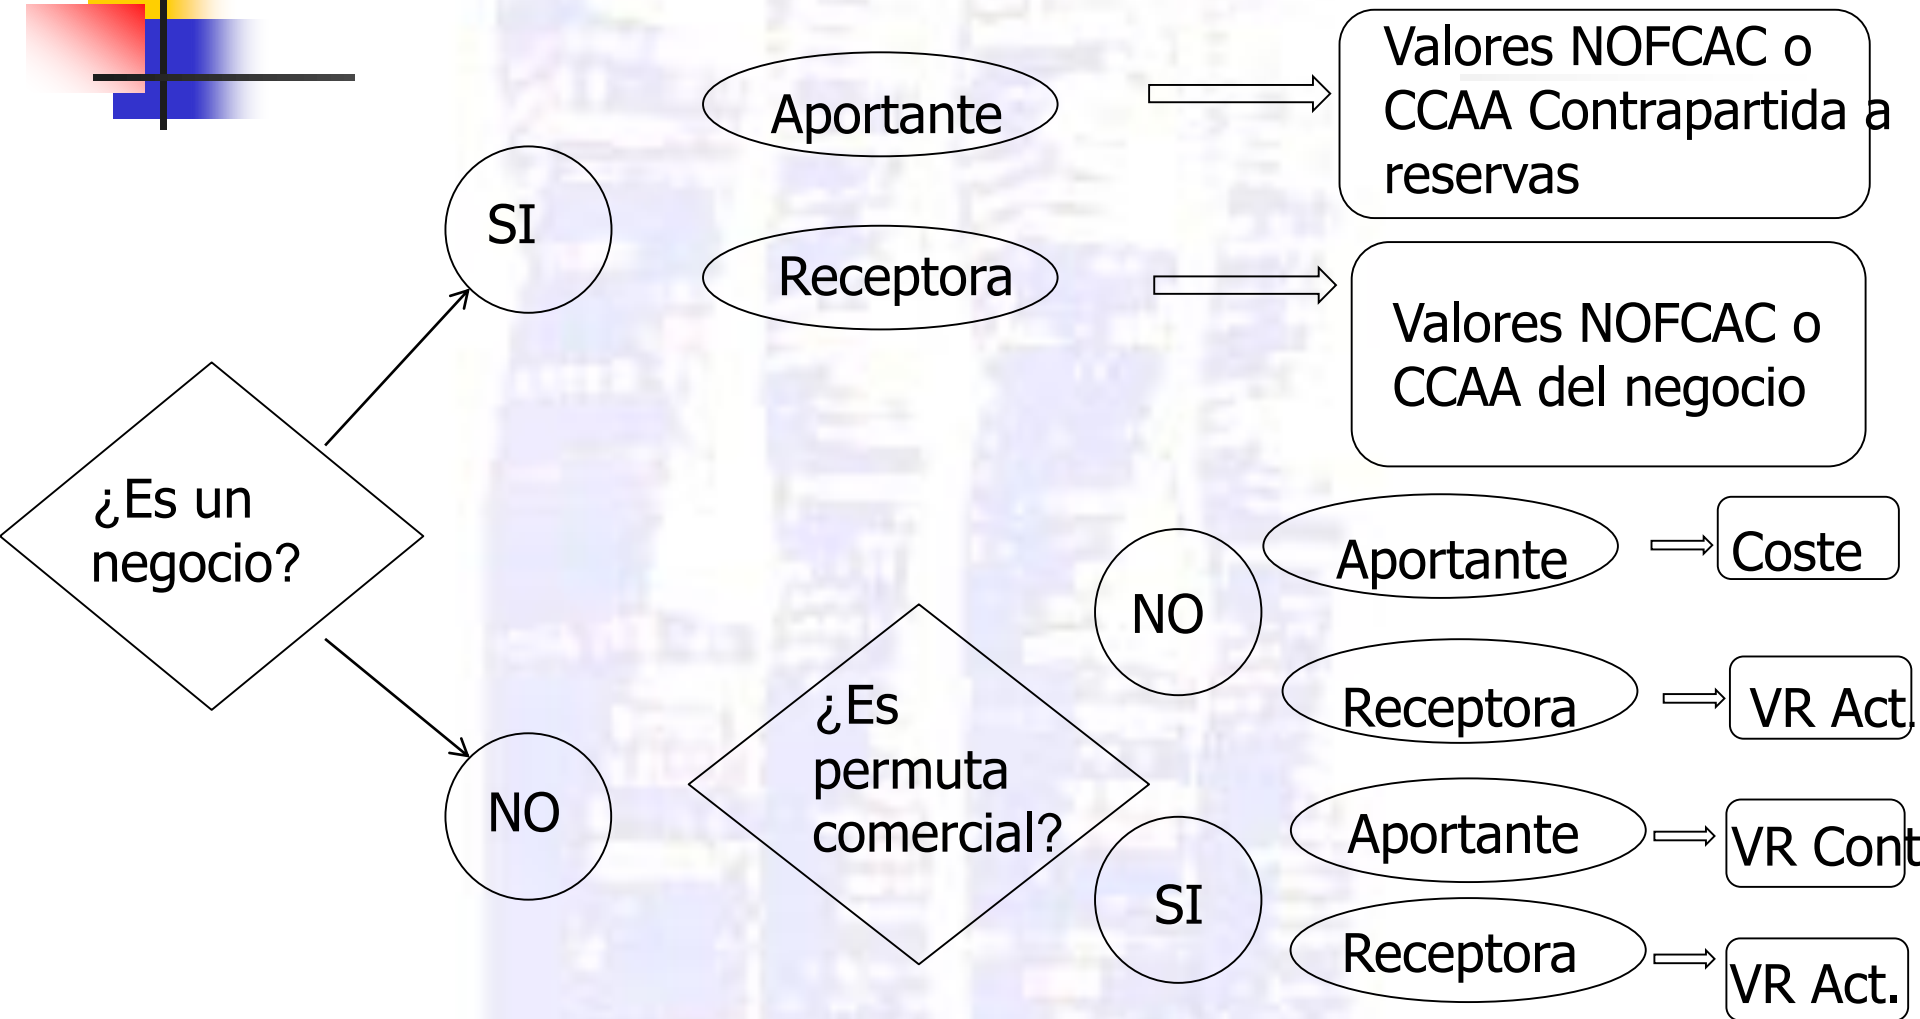 Valores NOFCAC o
CCAA Contrapartida a
reservas
Aportante
SI
Receptora
Valores NOFCAC o
CCAA del negocio
¿Es un
negocio?
Aportante
Coste
NO
Receptora
VR Act.
¿Es
permuta
comercial?
NO
Aportante
VR Cont
SI
Receptora
VR Act.